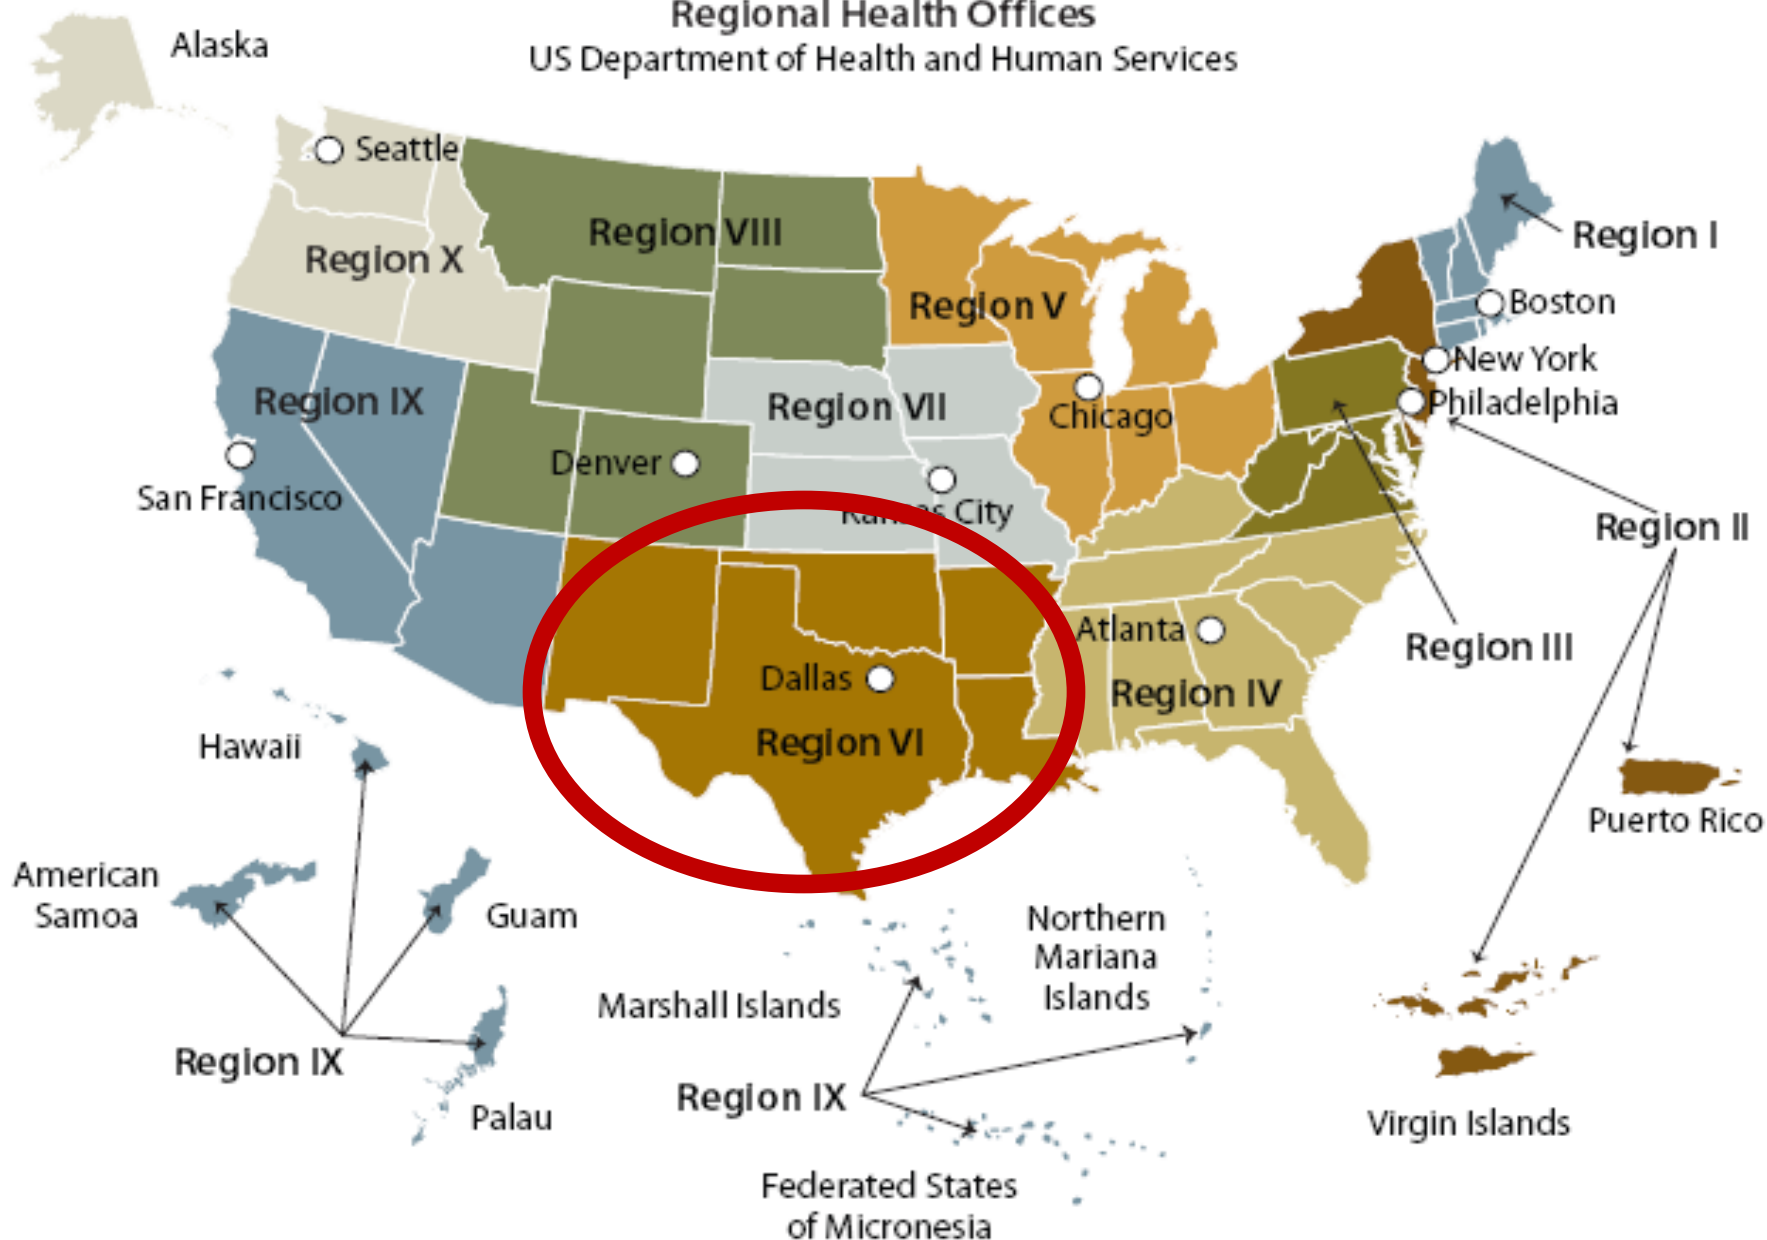 Regional Health Offices
US Department of Health and Human Services
Alaska
Seattle
Region X
Region VIII
Region V
Region I
Boston
New York
Philadelphia
Region IX
Region VII
Chicago
Denver
San Francisco
Kansas City
Region II
Atlanta
Region III
Dallas
Region IV
Region VI
Hawaii
Puerto Rico
American
Samoa
Guam
Northern
Mariana
Islands
Marshall Islands
Region IX
Palau
Region IX
Virgin Islands
Federated States
of Micronesia